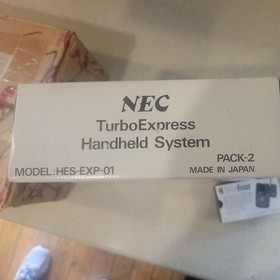 NEC
TurboExpress
Handheld System
PACK-2
MODEL:HES-EXP-01
MADE IN JAPAN